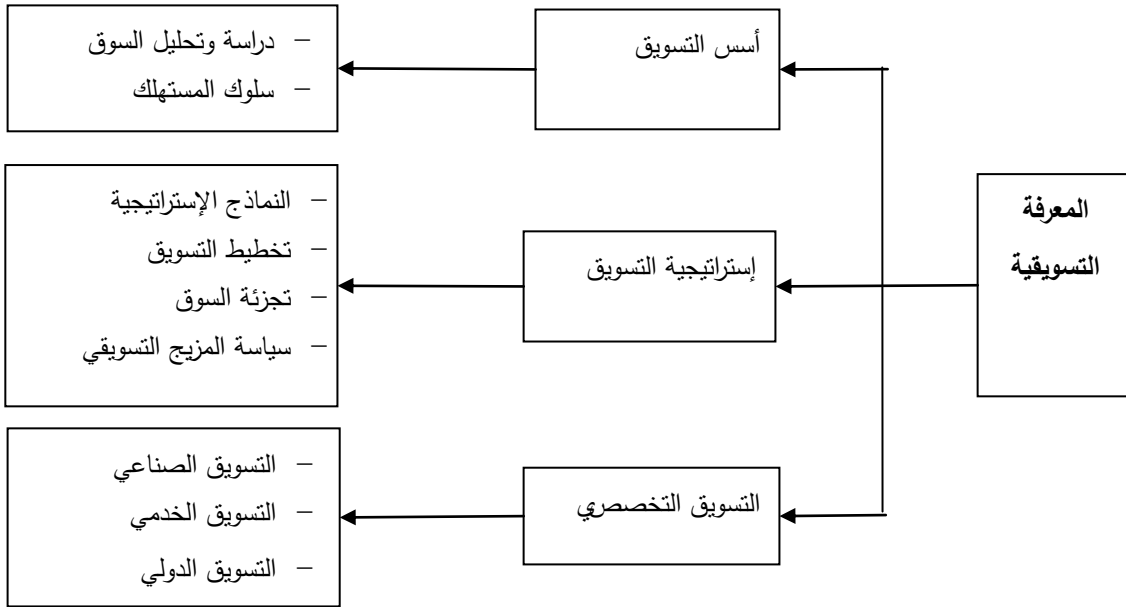 المعرفة
التسويقية
أسس التسويق
– دراسة وتحليل السوق
– سلوك المستهلك
إستراتيجية التسويق
– النماذج الإستراتيجية
– تخطيط التسويق
– تجزئة السوق
– سياسة المزيج التسويقي
التسويق التخصصري
– التسويق الصناعي
– التسويق الخدمي
– التسويق الدولي